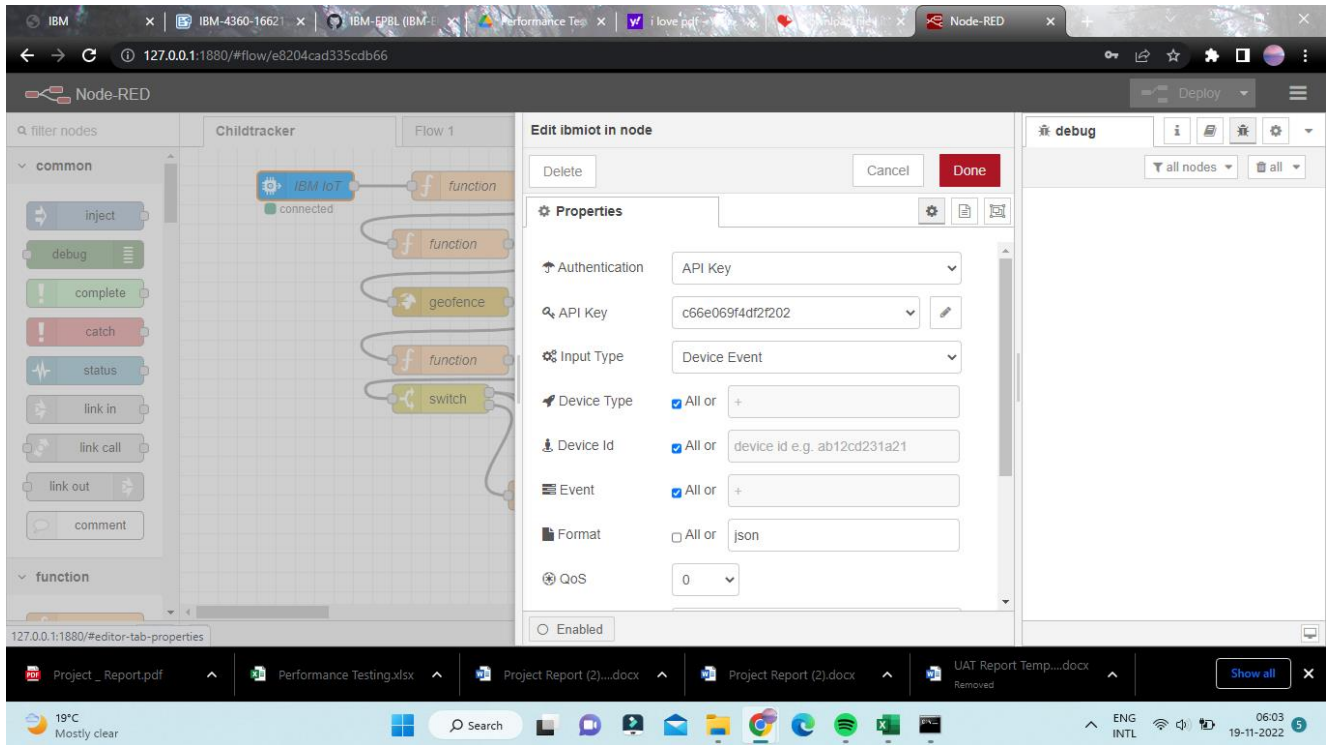 IBM
IBM-4360-16621
IBM-EPBL (IBM-E
Performance Tes
i love pdf -
Node-RED
127.0.0.1:1880/#flow/e8204cad335cdb66
Node-RED
Deploy
filter nodes
Childtracker
Flow 1
Edit ibmiot in node
debug
common
Delete
Cancel
Done
all nodes
all
IBM IoT
function
connected
Properties
inject
debug
function
Authentication
API Key
complete
geofence
API Key
c66e069f4df2f202
catch
Input Type
Device Event
status
function
switch
Device Type
All or
+
link in
link call
Device Id
All or
device id e.g. ab12cd231a21
link out
Event
All or
+
comment
Format
All or
json
function
QoS
0
Enabled
127.0.0.1:1880/#editor-tab-properties
Project _ Report.pdf
Performance Testing.xlsx
Project Report (2)....docx
Project Report (2).docx
UAT Report Temp....docx
Removed
Show all
19°C
Mostly clear
Search
ENG
INTL
06:03
19-11-2022
5